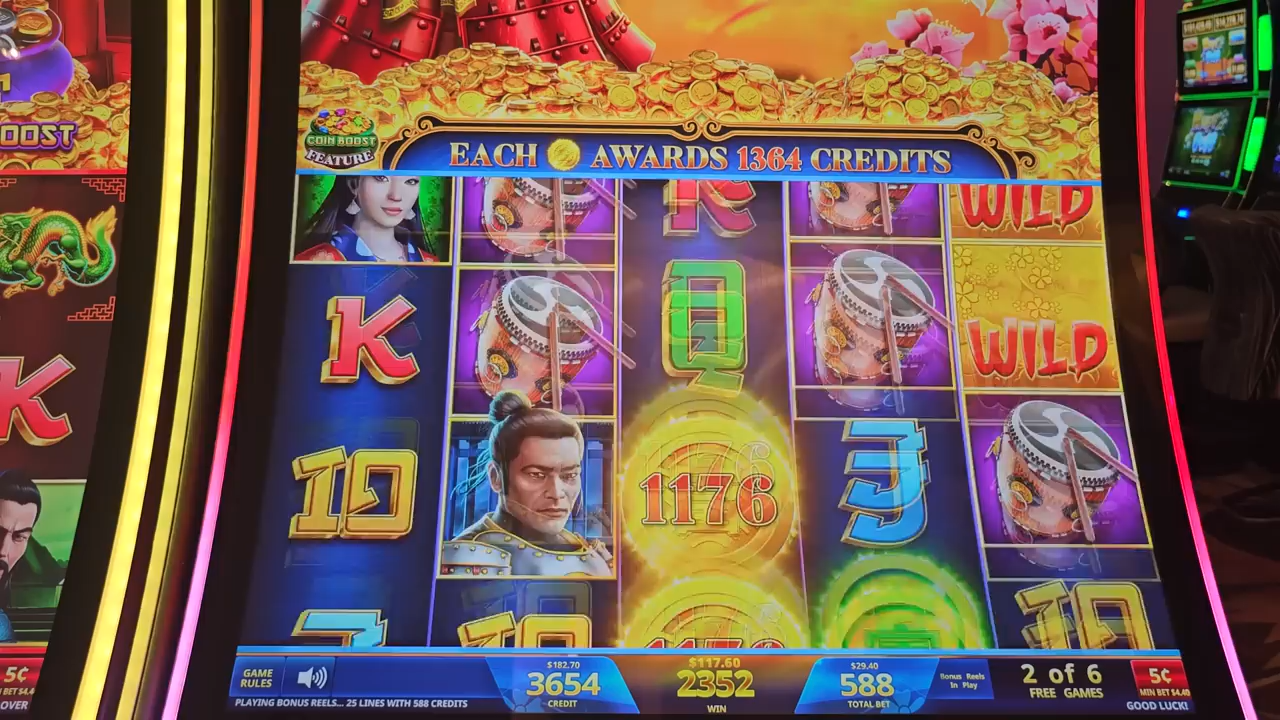 OOST
COIN BOOST
FEATURE
EACH AWARDS 1364 CREDITS
K
WILD
K
Q
WILD
K
10
1176
J
J
10
10
5¢
GAME
RULES
$182.70
3654
CREDIT
$117.60
2352
WIN
$29.40
588
TOTAL BET
Bonus Reels
In Play
2 of 6
FREE GAMES
5¢
MIN BET $4.40
PLAYING BONUS REELS... 25 LINES WITH 588 CREDITS
GOOD LUCK!